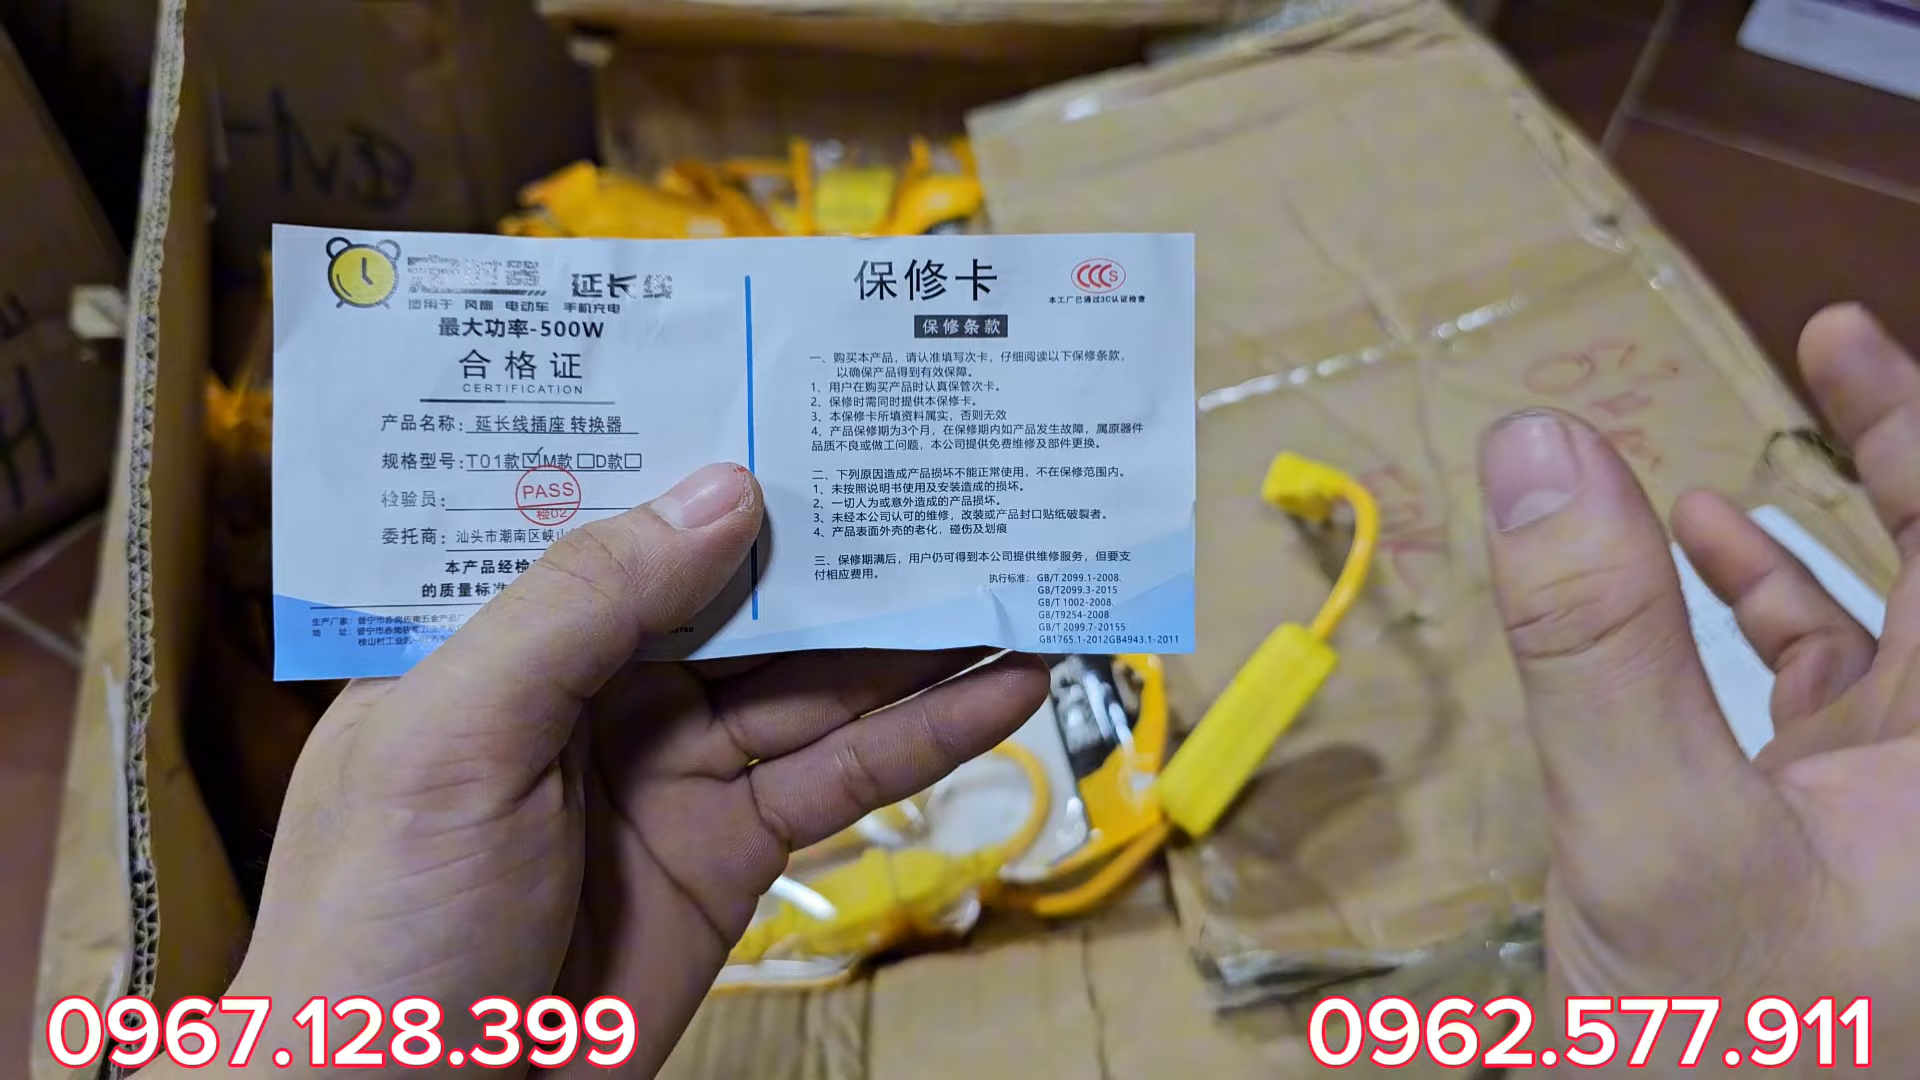 ND
H
定时器 延长线
适用于 风扇 电动车 手机充电
最大功率-500W
合格证
CERTIFICATION
产品名称: 延长线插座 转换器
规格型号: T01款 M款 D款
检验员:
PASS
检02
委托商: 汕头市潮南区峡山
本产品经检
的质量标准
生产厂家:
地 址:
保修卡
CCCS
本工厂已通过3C认证检查
保修条款
一、购买本产品，请认准填写次卡，仔细阅读以下保修条款，
以确保产品得到有效保障。
1、用户在购买产品时认真保管次卡。
2、保修时需同时提供本保修卡。
3、本保修卡所填资料属实，否则无效
4、产品保修期为3个月，在保修期内如产品发生故障，属原器件
品质不良或做工问题，本公司提供免费维修及部件更换。
二、下列原因造成产品损坏不能正常使用，不在保修范围内。
1、未按照说明书使用及安装造成的损坏。
2、一切人为或意外造成的产品损坏。
3、未经本公司认可的维修，改装或产品封口贴纸破裂者。
4、产品表面外壳的老化，碰伤及划痕
三、保修期满后，用户仍可得到本公司提供维修服务，但要支
付相应费用。
执行标准: GB/T 2099.1-2008.
GB/T2099.3-2015
GB/T 1002-2008.
GB/T9254-2008
GB/T 2099.7-20155
GB1765.1-2012GB4943.1-2011
0967.128.399
0962.577.911